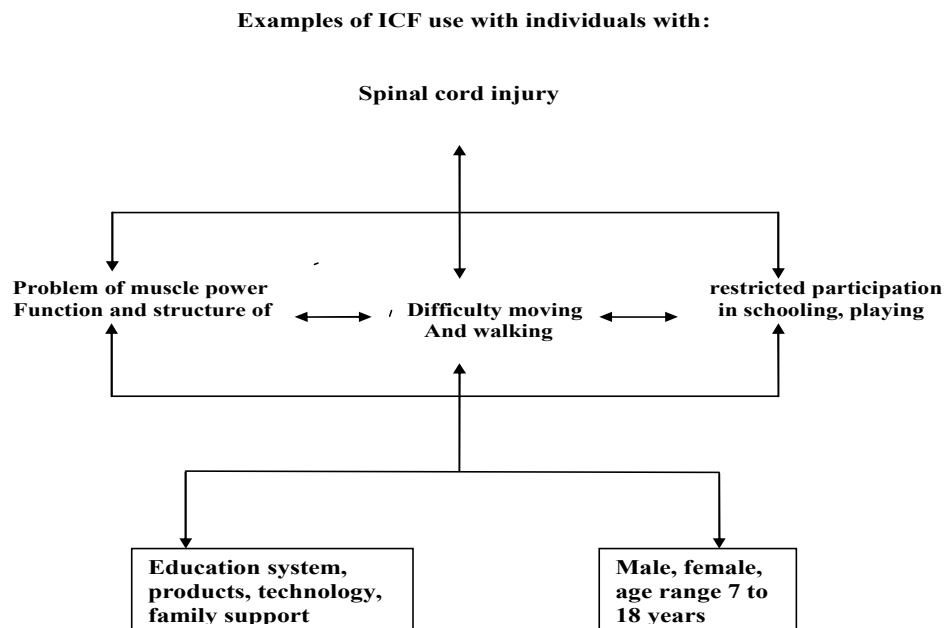 Examples of ICF use with individuals with:
Spinal cord injury
Problem of muscle power
Function and structure of
Difficulty moving
And walking
restricted participation
in schooling, playing
Education system,
products, technology,
family support
Male, female,
age range 7 to
18 years